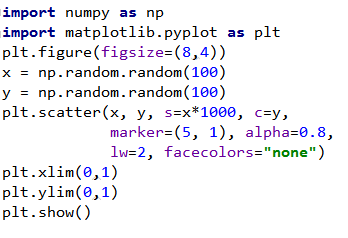 import numpy as np
import matplotlib.pyplot as plt
plt.figure(figsize=(8,4))
x = np.random.random(100)
y = np.random.random(100)
plt.scatter(x, y, s=x*1000, c=y,
            marker=(5, 1), alpha=0.8,
            lw=2, facecolors="none")
plt.xlim(0,1)
plt.ylim(0,1)
plt.show()